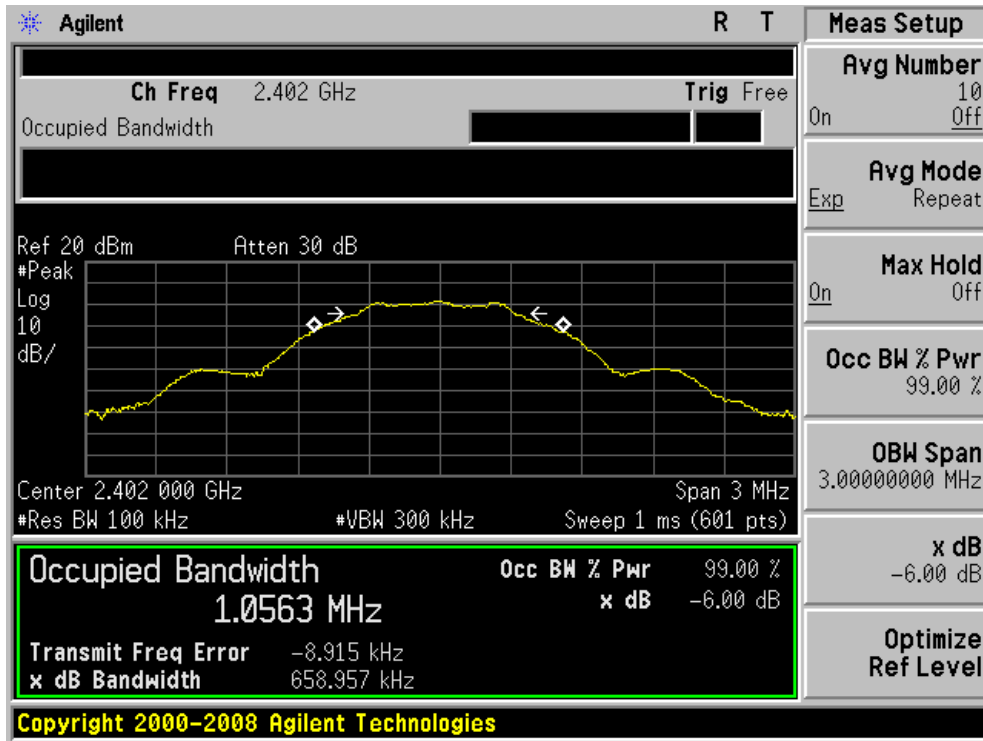 Agilent R T
Ch Freq 2.402 GHz Trig Free
Occupied Bandwidth
Ref 20 dBm Atten 30 dB
#Peak
Log
10
dB/
Center 2.402 000 GHz Span 3 MHz
#Res BW 100 kHz #VBW 300 kHz Sweep 1 ms (601 pts)
Occupied Bandwidth
1.0563 MHz
Occ BW % Pwr 99.00 %
x dB -6.00 dB
Transmit Freq Error -8.915 kHz
x dB Bandwidth 658.957 kHz
Copyright 2000-2008 Agilent Technologies
Meas Setup
Avg Number
10
On Off
Avg Mode
Exp Repeat
Max Hold
On Off
Occ BW % Pwr
99.00 %
OBW Span
3.00000000 MHz
x dB
-6.00 dB
Optimize
Ref Level